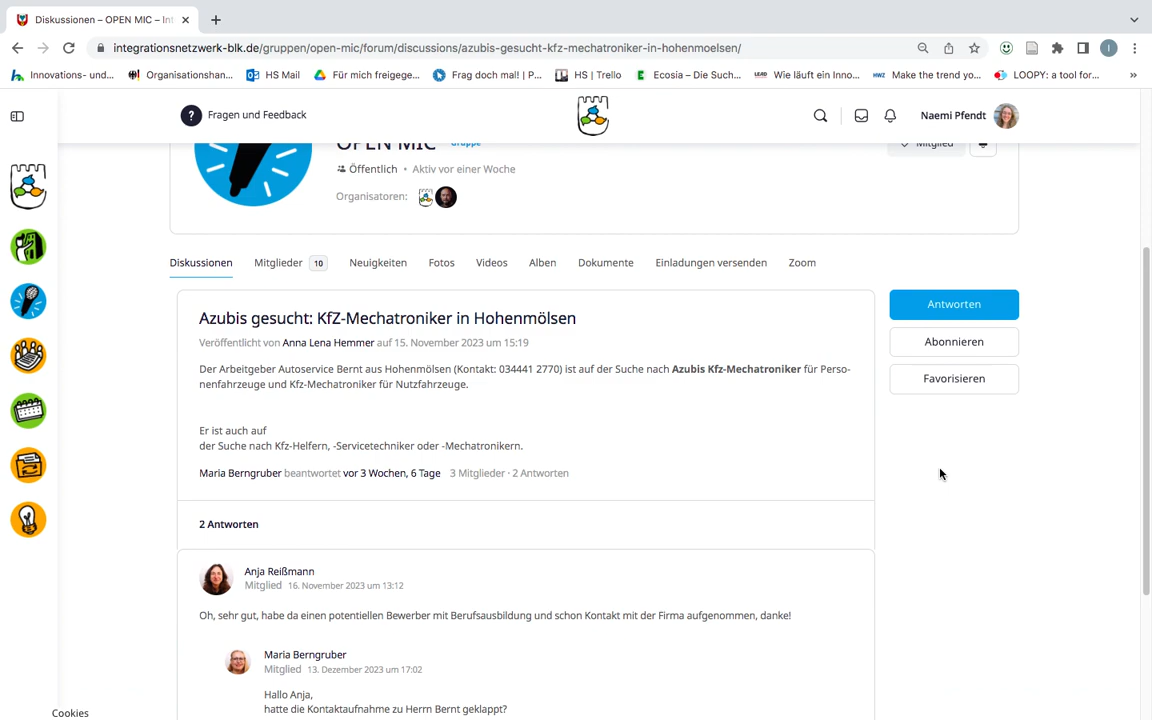 Diskussionen – OPEN MIC – Int
integrationsnetzwerk-blk.de/gruppen/open-mic/forum/discussions/azubis-gesucht-kfz-mechatroniker-in-hohenmoelsen/
Innovations- und...
Organisationshan...
HS Mail
Für mich freigege...
Frag doch mal! | P...
HS | Trello
Ecosia – Die Such...
Wie läuft ein Inno...
Make the trend yo...
LOOPY: a tool for...
Fragen und Feedback
Naemi Pfendt
OPEN MIC Gruppe
Mitglied
Öffentlich • Aktiv vor einer Woche
Organisatoren:
Diskussionen
Mitglieder 10
Neuigkeiten
Fotos
Videos
Alben
Dokumente
Einladungen versenden
Zoom
Azubis gesucht: KfZ-Mechatroniker in Hohenmölsen
Veröffentlicht von Anna Lena Hemmer auf 15. November 2023 um 15:19
Der Arbeitgeber Autoservice Bernt aus Hohenmölsen (Kontakt: 034441 2770) ist auf der Suche nach Azubis Kfz-Mechatroniker für Perso-
nenfahrzeuge und Kfz-Mechatroniker für Nutzfahrzeuge.
Er ist auch auf
der Suche nach Kfz-Helfern, -Servicetechniker oder -Mechatronikern.
Maria Berngruber beantwortet vor 3 Wochen, 6 Tage 3 Mitglieder · 2 Antworten
Antworten
Abonnieren
Favorisieren
2 Antworten
Anja Reißmann
Mitglied 16. November 2023 um 13:12
Oh, sehr gut, habe da einen potentiellen Bewerber mit Berufsausbildung und schon Kontakt mit der Firma aufgenommen, danke!
Maria Berngruber
Mitglied 13. Dezember 2023 um 17:02
Hallo Anja,
hatte die Kontaktaufnahme zu Herrn Bernt geklappt?
Cookies